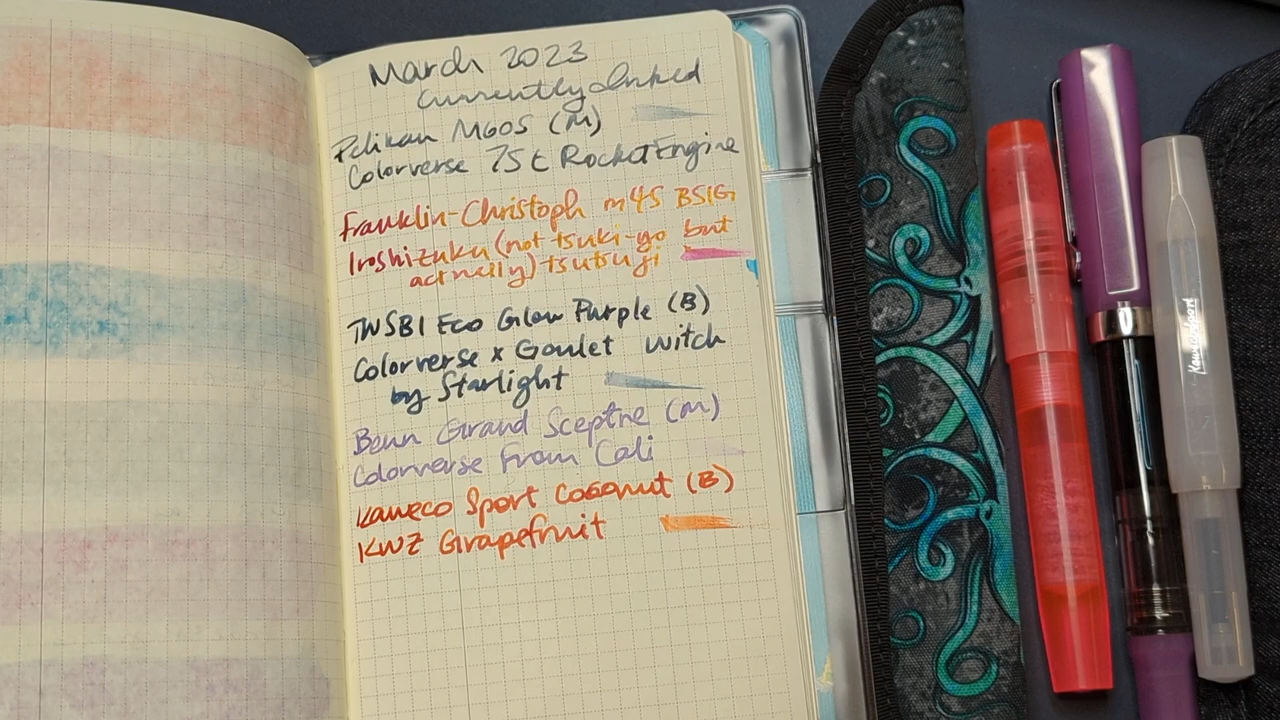 March 2023
Currently Inked
Pelikan M605 (M)
Colorverse 75t Rocket Engine
Franklin-Christoph m45 BSIG
Iroshizuku (not tsuki-yo but
actually) tsutsuji
TWSBI Eco Glow Purple (B)
Colorverse x Goulet witch
by Starlight
Benu Grand Sceptre (M)
Colorverse From Cali
Kaweco Sport Coconut (B)
KWZ Grapefruit